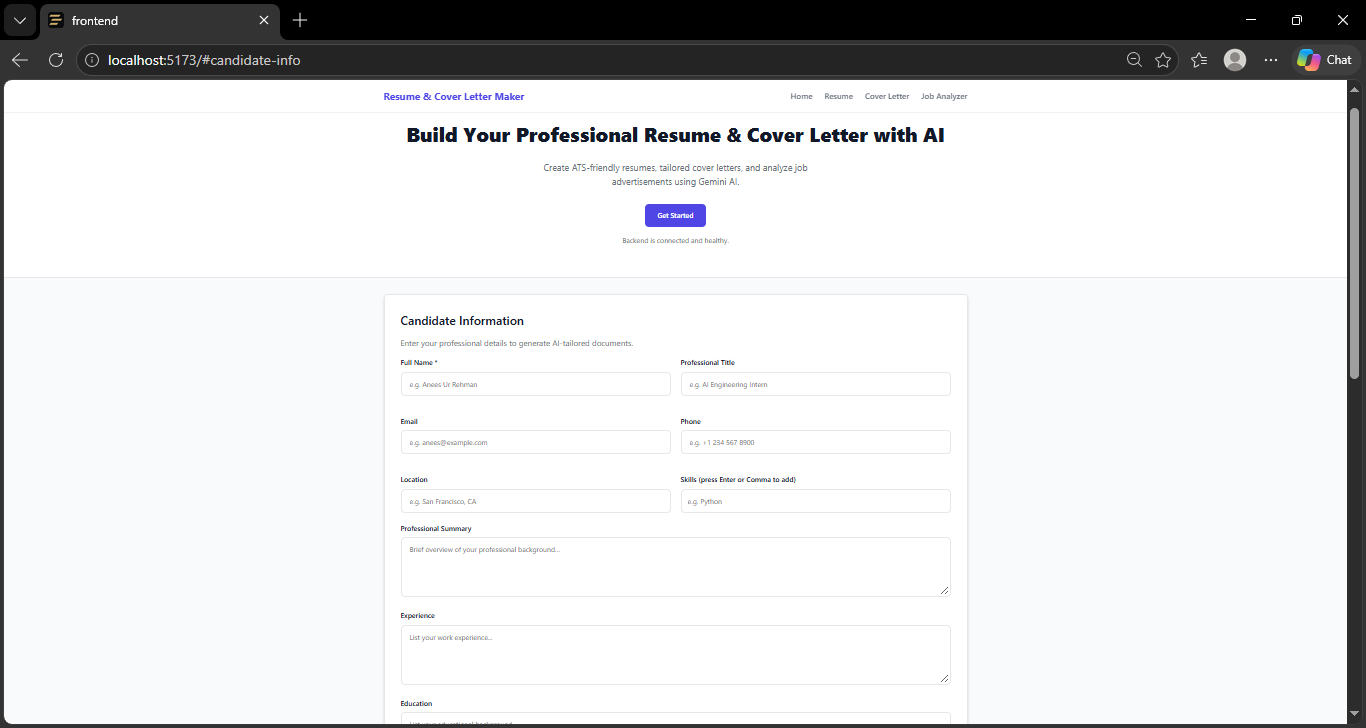 frontend
localhost:5173/#candidate-info
Chat
Resume & Cover Letter Maker
Home Resume Cover Letter Job Analyzer
Build Your Professional Resume & Cover Letter with AI
Create ATS-friendly resumes, tailored cover letters, and analyze job
advertisements using Gemini AI.
Get Started
Backend is connected and healthy.
Candidate Information
Enter your professional details to generate AI-tailored documents.
Full Name * Professional Title
e.g. Anees Ur Rehman e.g. AI Engineering Intern
Email Phone
e.g. anees@example.com e.g. +1 234 567 8900
Location Skills (press Enter or Comma to add)
e.g. San Francisco, CA e.g. Python
Professional Summary
Brief overview of your professional background...
Experience
List your work experience...
Education
List your educational background...